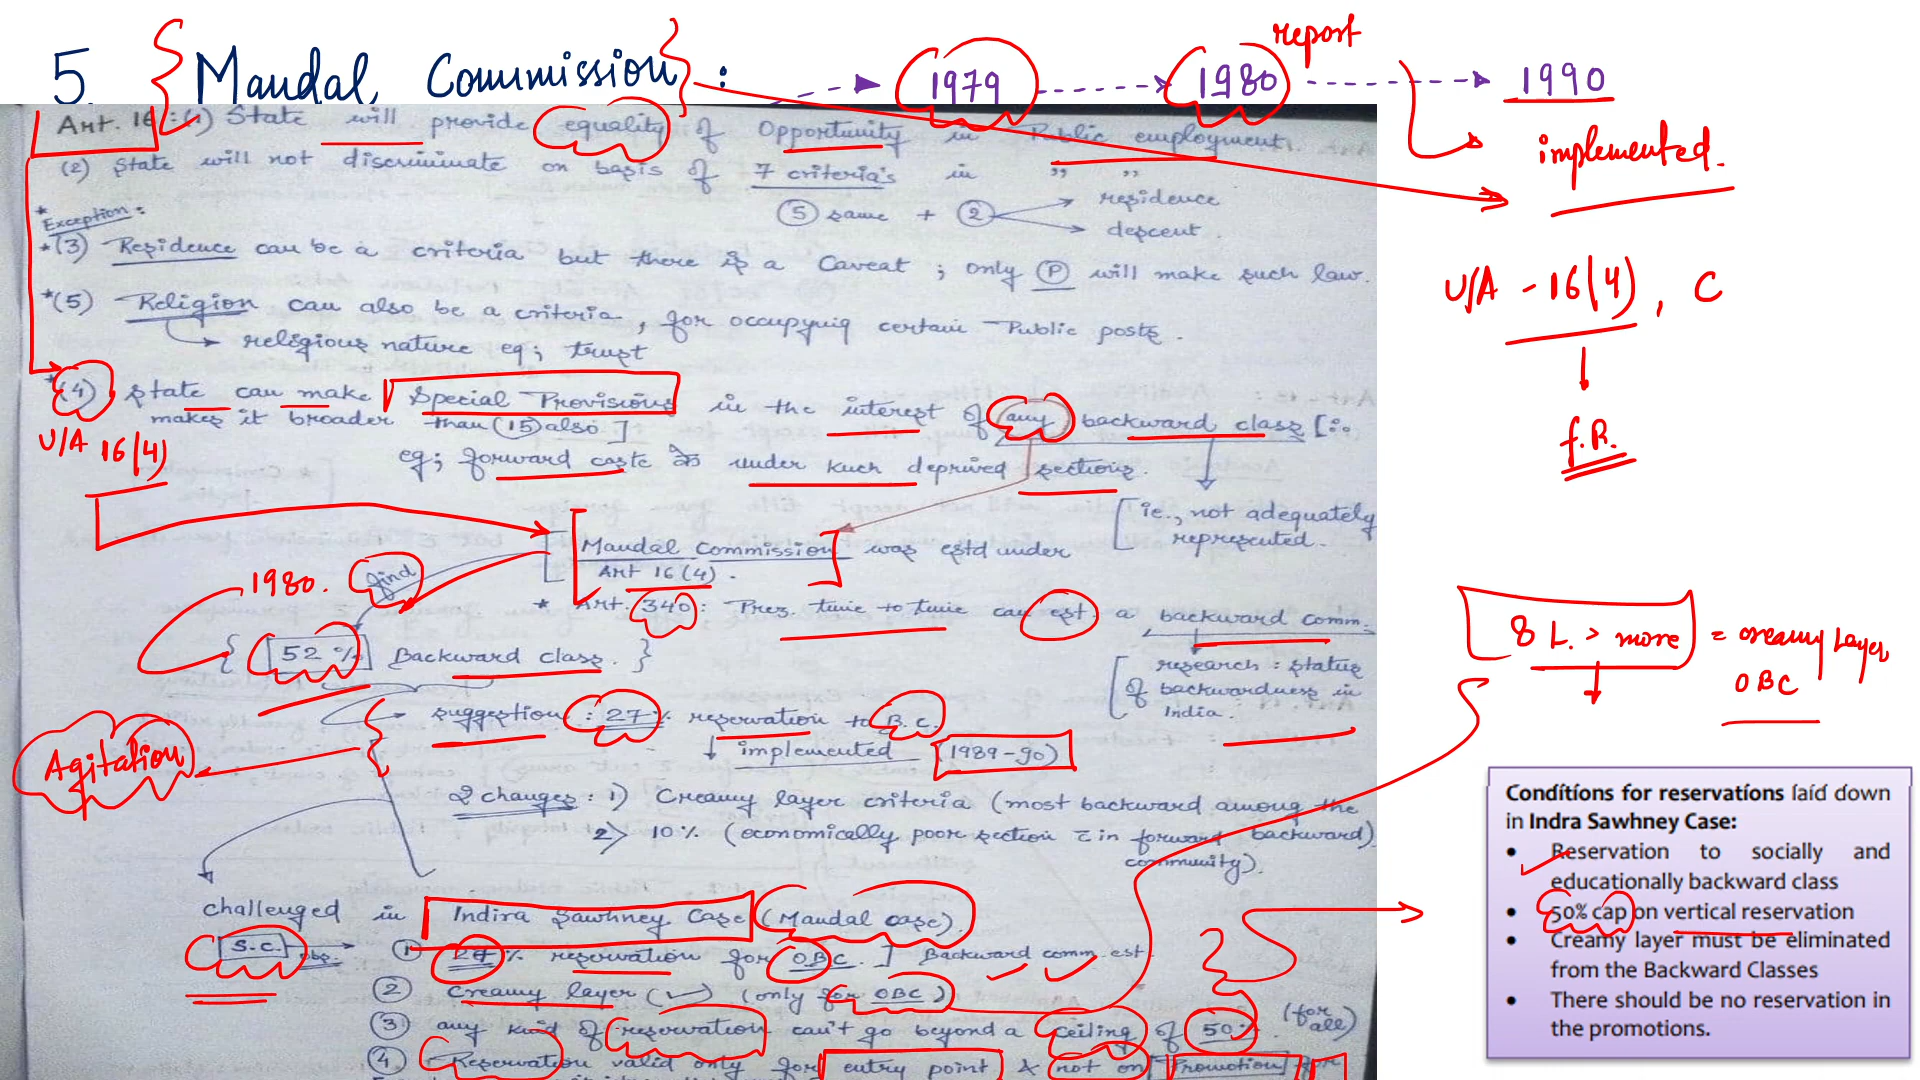 5. { Mandal Commission } : → 1979 → 1980 → 1990
report
implemented.
Art. 16 : (1) State will provide equality of Opportunity in Public employment.
(2) State will not discriminate on basis of 7 criteria's in " "
5 same + 2 residence
descent.
* Exception :
* (3) Residence can be a criteria but there is a Caveat ; only P will make such law.
* (5) Religion can also be a criteria, for occupying certain Public posts.
religious nature eg; trust
* (4) State can make Special Provisions in the interest of any backward class [∵
makes it broader than 15 also]
U/A 16(4)
eg; forward caste के under kuch deprived sections.
[ie., not adequately
represented.
Mandal Commission was estd under
Art 16(4).
1980. find
* Art. 340: Pres. time to time can est. a backward comm.
{ [52%] Backward class. }
[research : status
of backwardness in
India.
suggestion : 27% reservation to B.C.
implemented (1989-90)
Agitation
2 changes : 1) Creamy layer criteria (most backward among the
backward)
2> 10% (economically poor section in forward
community).
challenged in Indira Sawhney Case (Mandal case).
S.C. obs. ① 27% reservation for OBC.] Backward comm. est.
② Creamy layer (✓) (only for OBC)
③ any kind of reservation can't go beyond a ceiling of 50% (for all)
④ Reservation valid only for entry point & not on Promotion for
U/A - 16(4), C
↓
F.R.
8 L. > more = creamy Layer
OBC
Conditions for reservations laid down
in Indra Sawhney Case:
• Reservation to socially and
educationally backward class
• 50% cap on vertical reservation
• Creamy layer must be eliminated
from the Backward Classes
• There should be no reservation in
the promotions.